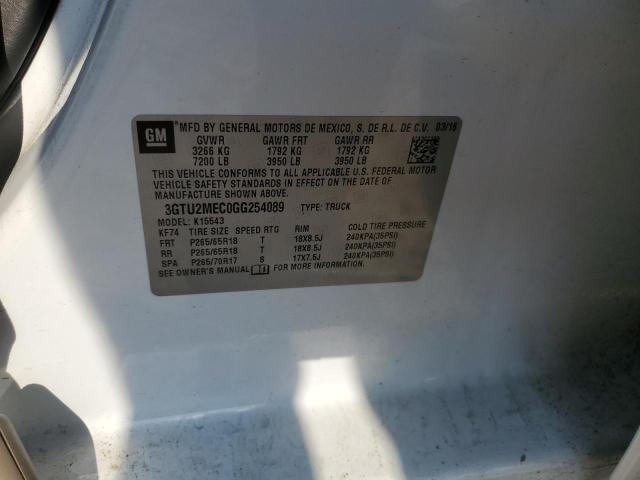 GM
MFD BY GENERAL MOTORS DE MEXICO, S. DE R.L. DE C.V. 03/16
GVWR GAWR FRT GAWR RR
3266 KG 1792 KG 1792 KG
7200 LB 3950 LB 3950 LB
THIS VEHICLE CONFORMS TO ALL APPLICABLE U.S. FEDERAL MOTOR
VEHICLE SAFETY STANDARDS IN EFFECT ON THE DATE OF
MANUFACTURE SHOWN ABOVE.
3GTU2MEC0GG254089 TYPE: TRUCK
MODEL: K15543
KF74 TIRE SIZE SPEED RTG RIM COLD TIRE PRESSURE
FRT P265/65R18 T 18X8.5J 240KPA(35PSI)
RR P265/65R18 T 18X8.5J 240KPA(35PSI)
SPA P265/70R17 S 17X7.5J 240KPA(35PSI)
SEE OWNER'S MANUAL FOR MORE INFORMATION.